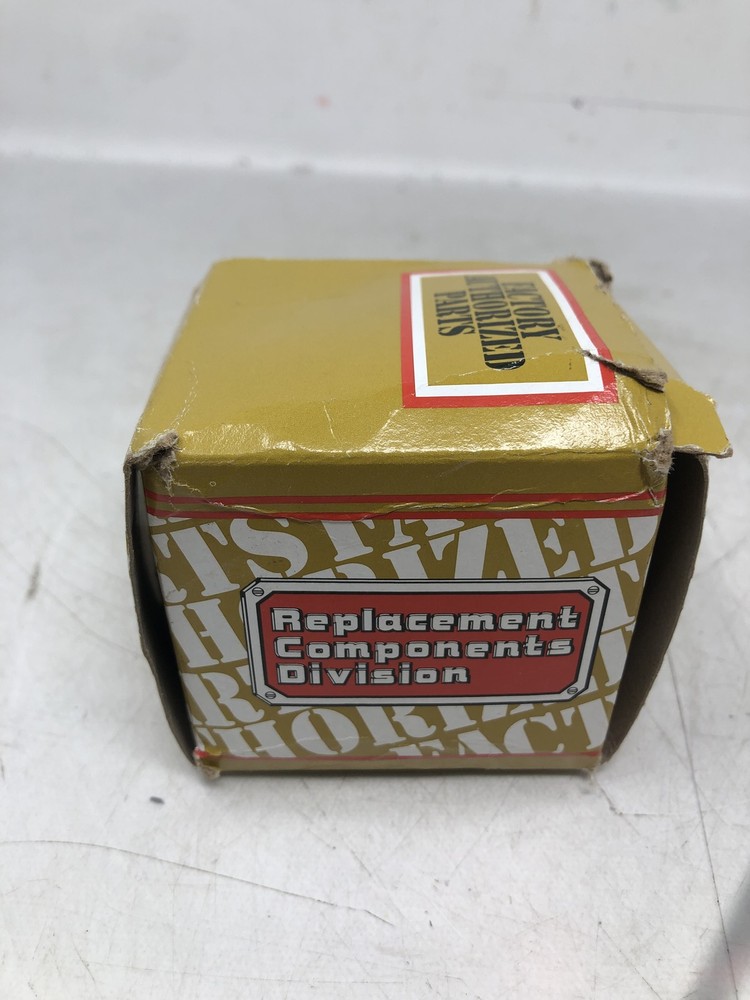 FACTORY
AUTHORIZED
PARTS
Replacement
Components
Division